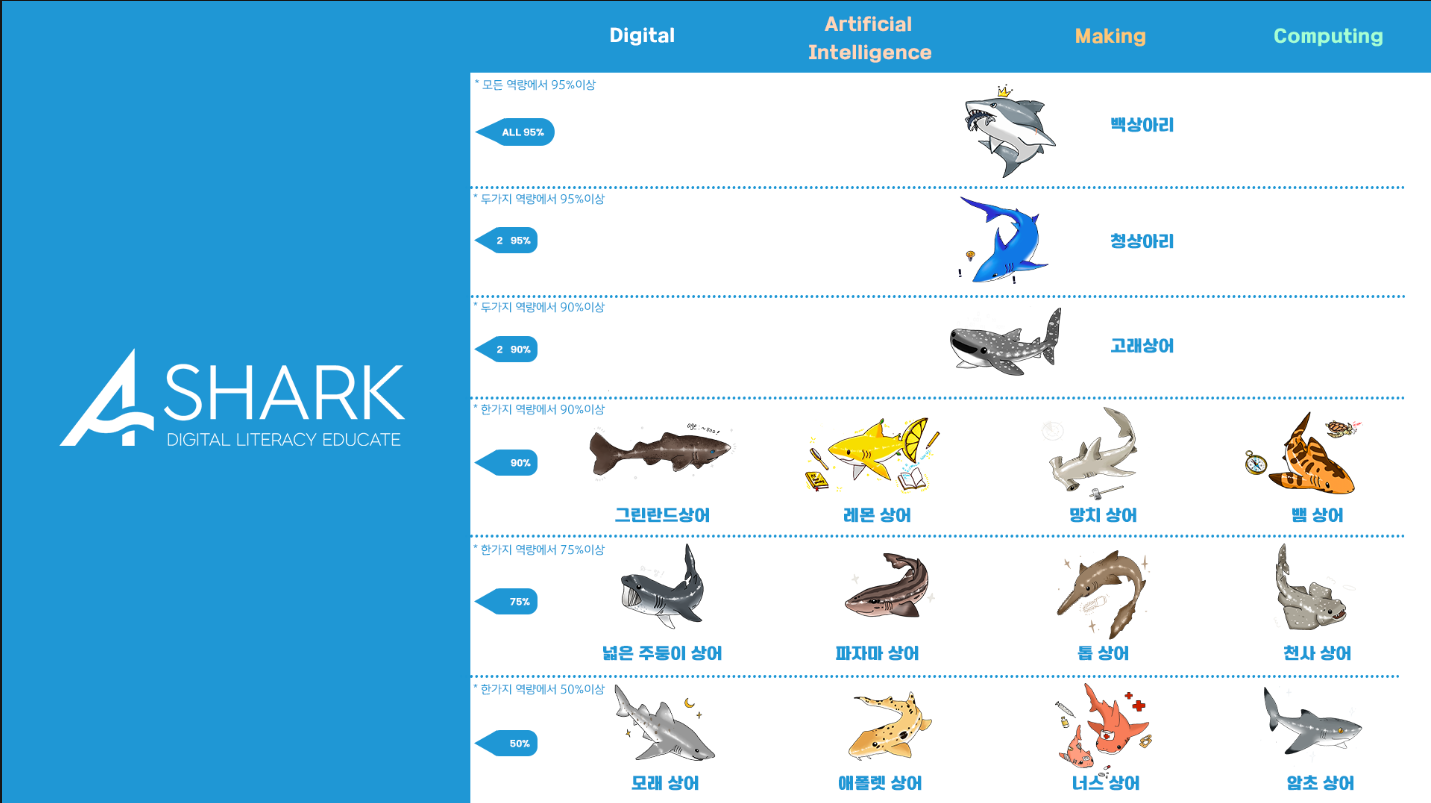 Digital
Artificial
Intelligence
Making
Computing
* 모든 역량에서 95%이상
ALL 95%
백상아리
* 두가지 역량에서 95%이상
2 95%
청상아리
* 두가지 역량에서 90%이상
2 90%
고래상어
SHARK
DIGITAL LITERACY EDUCATE
* 한가지 역량에서 90%이상
90%
그린란드상어
레몬 상어
망치 상어
뱀 상어
* 한가지 역량에서 75%이상
75%
넓은 주둥이 상어
파자마 상어
톱 상어
천사 상어
* 한가지 역량에서 50%이상
50%
모래 상어
애폴렛 상어
너스 상어
암초 상어